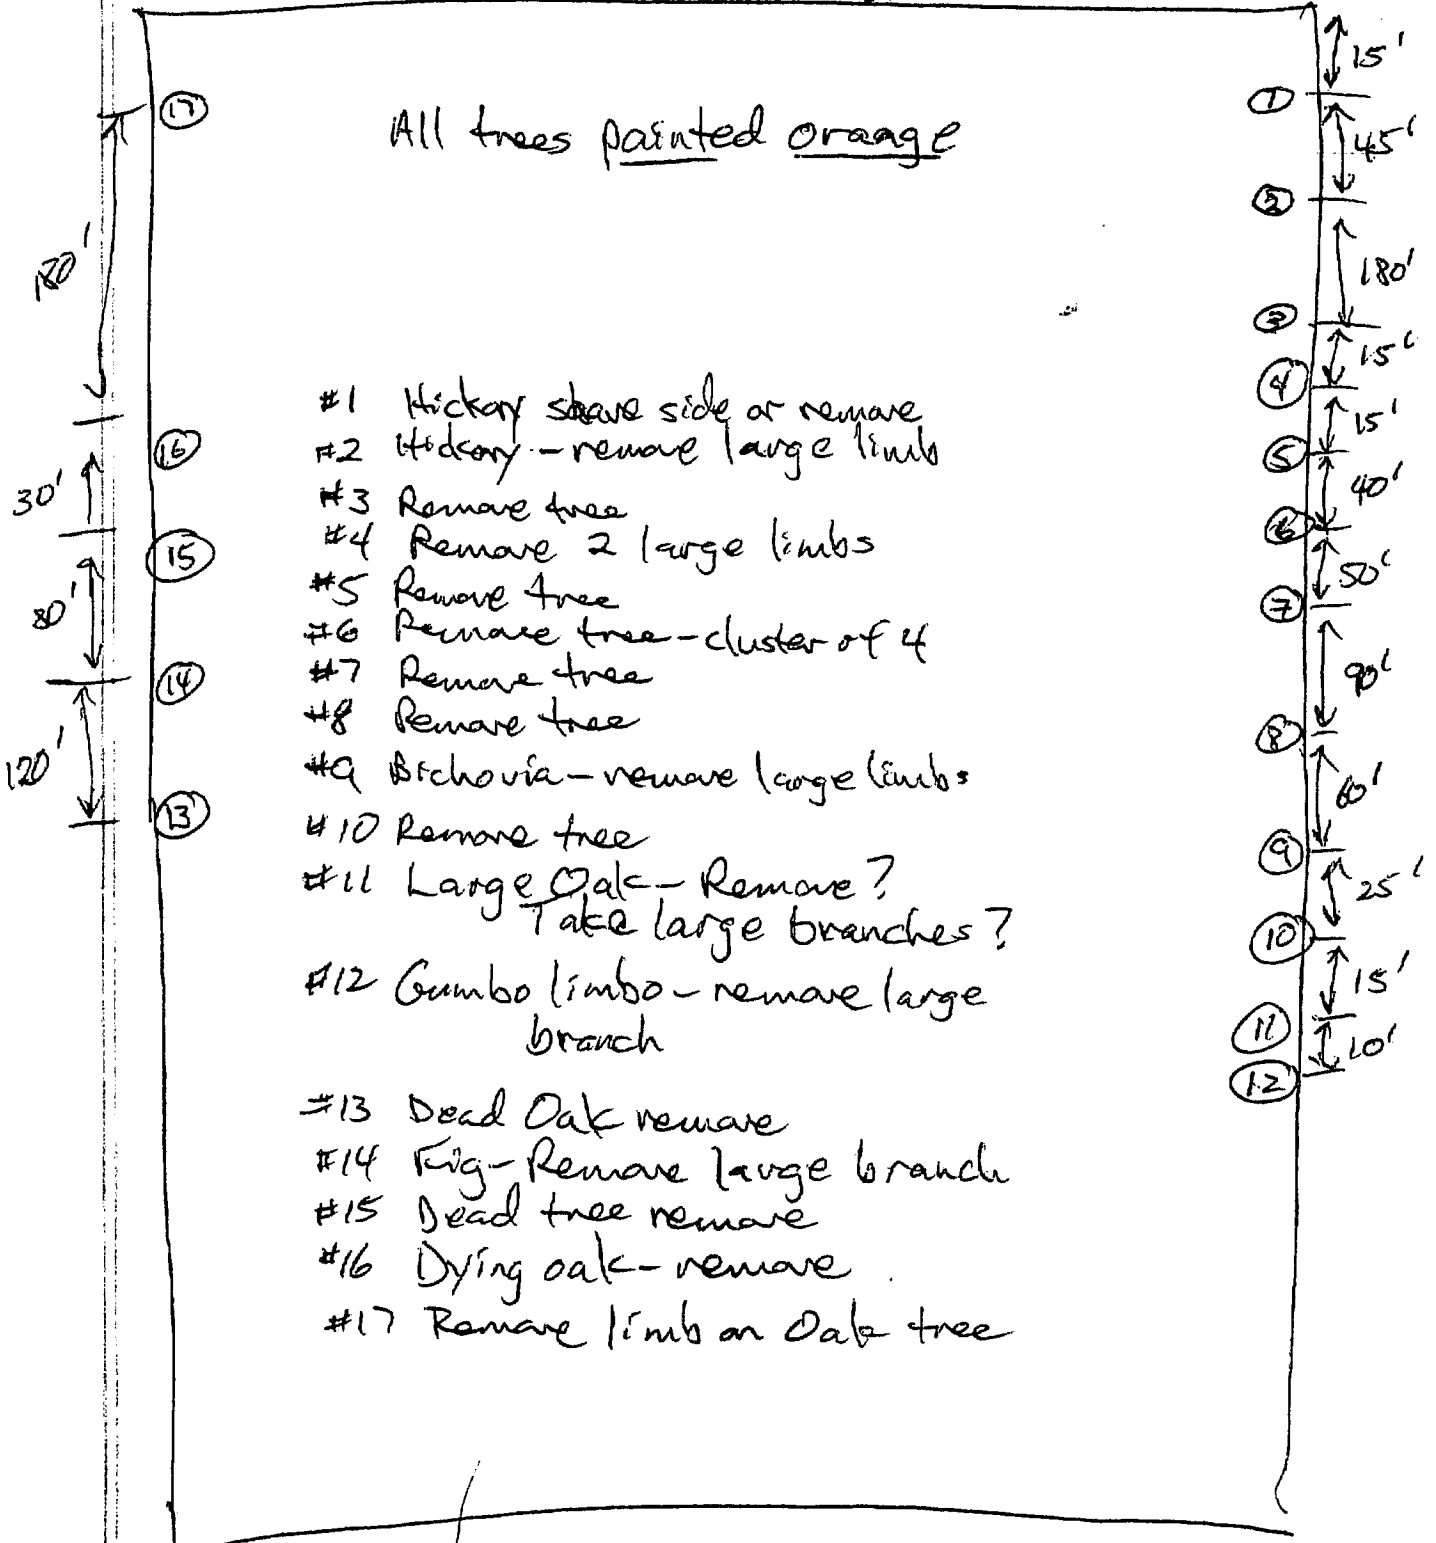 All trees painted orange
#1 Hickory shave side or remove
#2 Hickory - remove large limb
#3 Remove tree
#4 Remove 2 large limbs
#5 Remove tree
#6 Remove tree - cluster of 4
#7 Remove tree
#8 Remove tree
#9 Bichovia - remove large limbs
#10 Remove tree
#11 Large Oak - Remove?
Take large branches?
#12 Gumbo limbo - remove large
branch
#13 Dead Oak remove
#14 Fig - Remove large branch
#15 Dead tree remove
#16 Dying oak - remove
#17 Remove limb on Oak tree
17
16
30'
15
80'
14
120'
13
15'
1
45'
2
180'
3
15'
4
15'
5
40'
6
50'
7
90'
8
60'
9
25'
10
15'
11
10'
12